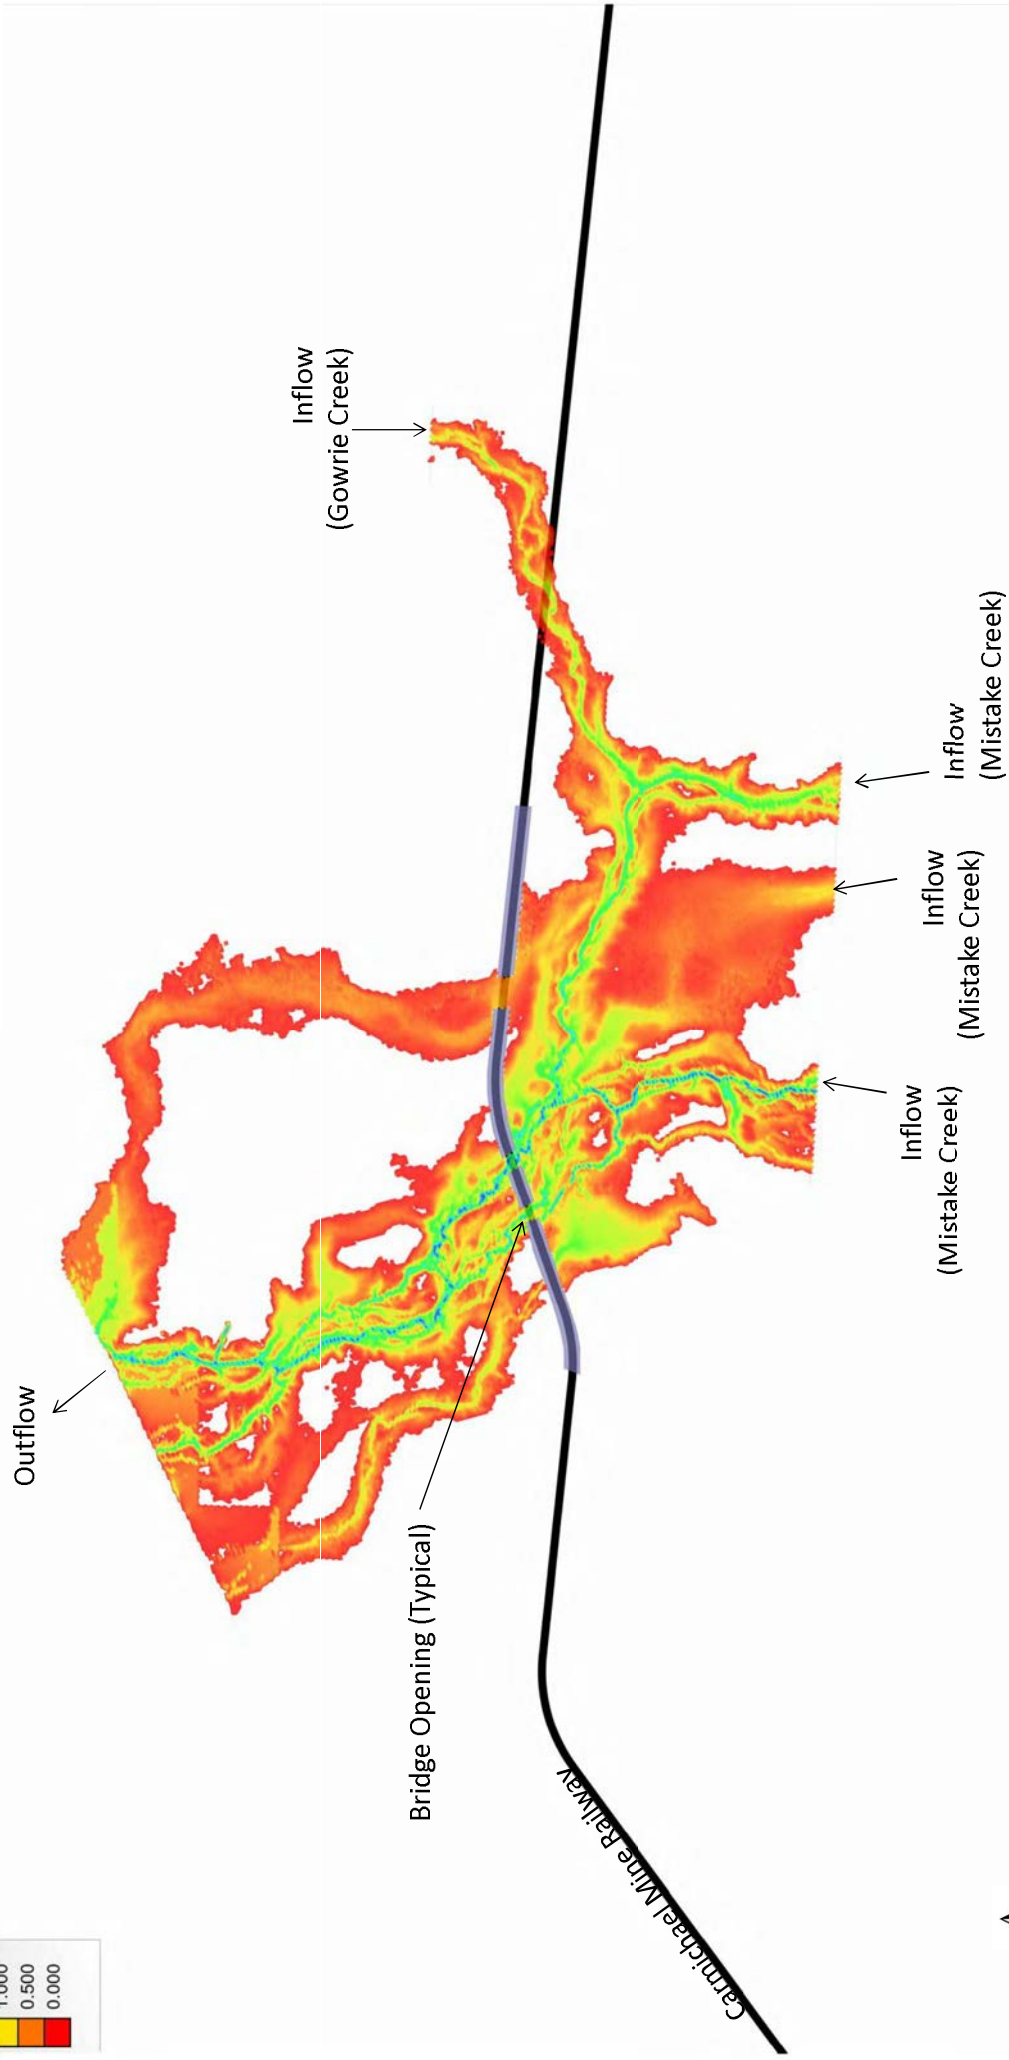 Outflow
Inflow
(Gowrie Creek)
Bridge Opening (Typical)
Inflow
(Mistake Creek)
Inflow
(Mistake Creek)
Inflow
(Mistake Creek)
Carmichael Mine Railway
0.500
0.000